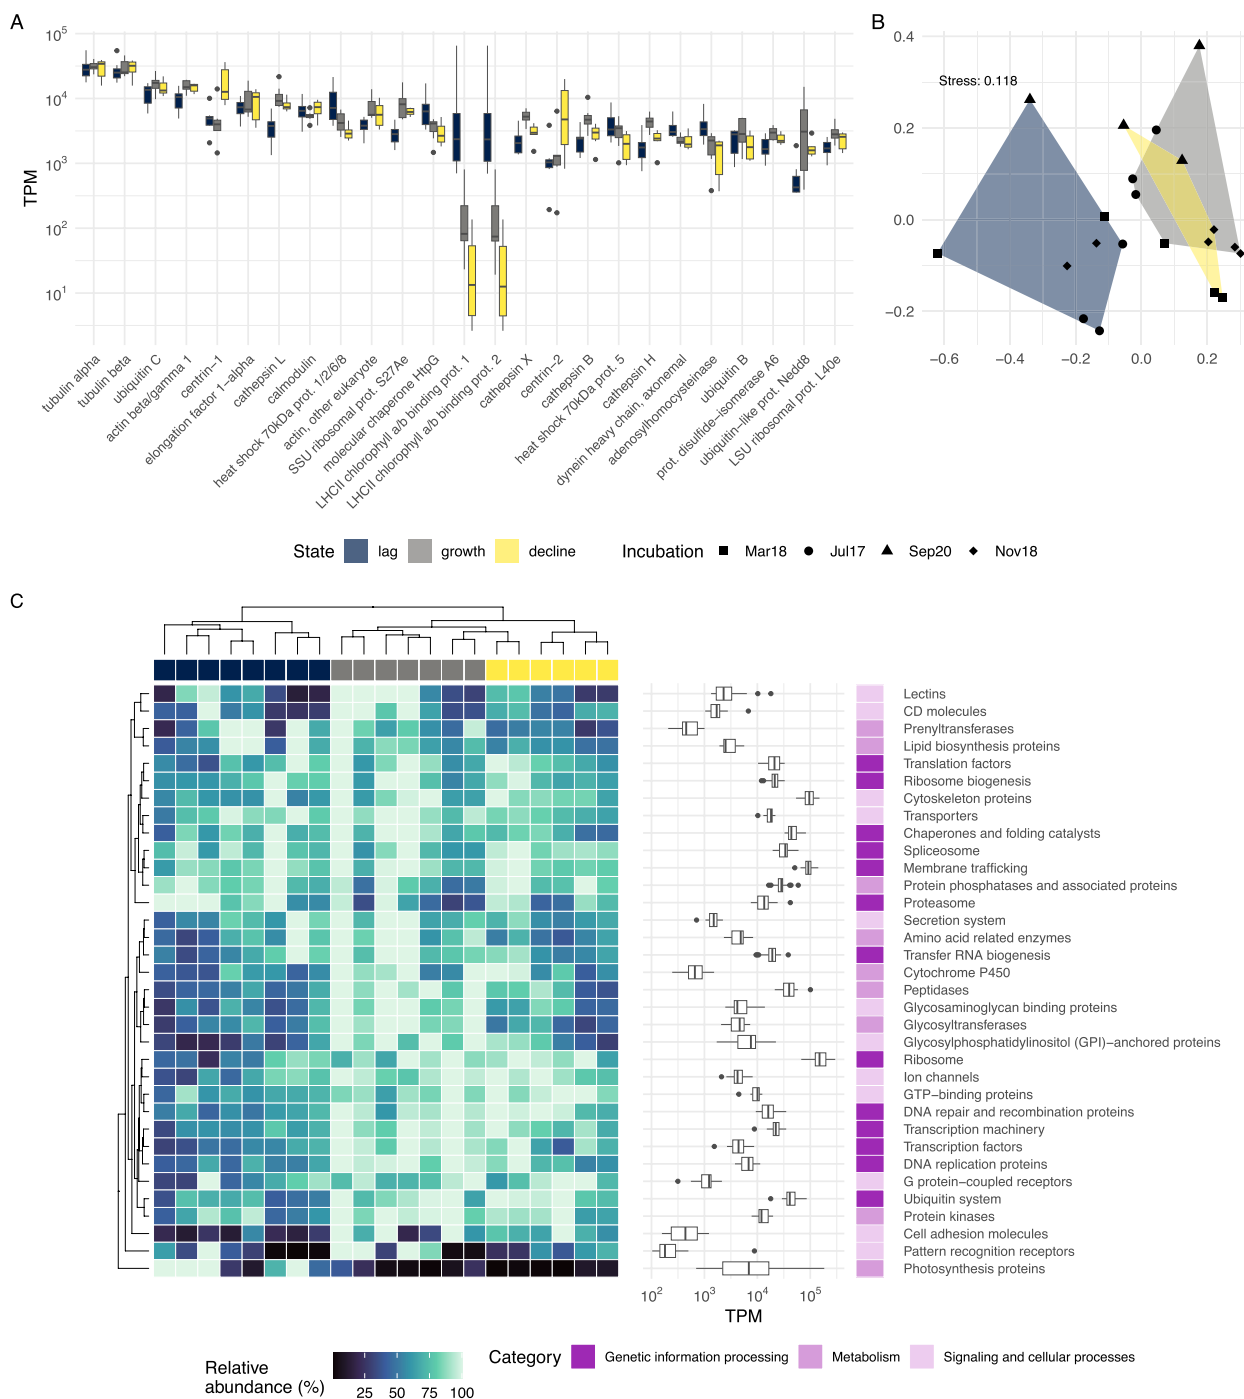 A
10^5
10^4
10^3
10^2
10^1
TPM
tubulin alpha
tubulin beta
ubiquitin C
actin beta/gamma 1
centrin−1
elongation factor 1−alpha
cathepsin L
calmodulin
heat shock 70kDa prot. 1/2/6/8
actin, other eukaryote
SSU ribosomal prot. S27Ae
molecular chaperone HtpG
LHCII chlorophyll a/b binding prot. 1
LHCII chlorophyll a/b binding prot. 2
cathepsin X
centrin−2
cathepsin B
heat shock 70kDa prot. 5
cathepsin H
dynein heavy chain, axonemal
adenosylhomocysteinase
ubiquitin B
prot. disulfide−isomerase A6
ubiquitin−like prot. Nedd8
LSU ribosomal prot. L40e
B
0.4
0.2
0.0
−0.2
Stress: 0.118
−0.6
−0.4
−0.2
0.0
0.2
State lag growth decline
Incubation Mar18 Jul17 Sep20 Nov18
C
Lectins
CD molecules
Prenyltransferases
Lipid biosynthesis proteins
Translation factors
Ribosome biogenesis
Cytoskeleton proteins
Transporters
Chaperones and folding catalysts
Spliceosome
Membrane trafficking
Protein phosphatases and associated proteins
Proteasome
Secretion system
Amino acid related enzymes
Transfer RNA biogenesis
Cytochrome P450
Peptidases
Glycosaminoglycan binding proteins
Glycosyltransferases
Glycosylphosphatidylinositol (GPI)−anchored proteins
Ribosome
Ion channels
GTP−binding proteins
DNA repair and recombination proteins
Transcription machinery
Transcription factors
DNA replication proteins
G protein−coupled receptors
Ubiquitin system
Protein kinases
Cell adhesion molecules
Pattern recognition receptors
Photosynthesis proteins
10^2 10^3 10^4 10^5
TPM
Relative
abundance (%)
25 50 75 100
Category Genetic information processing Metabolism Signaling and cellular processes